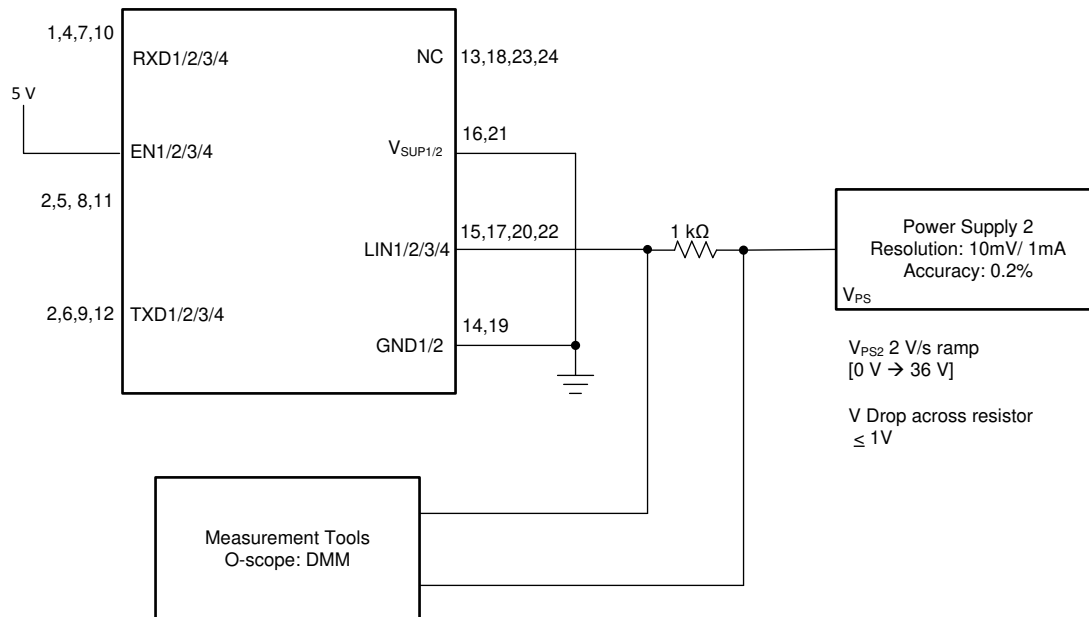 1,4,7,10
RXD1/2/3/4
NC
13,18,23,24
5 V
EN1/2/3/4
VSUP1/2
16,21
2,5, 8,11
LIN1/2/3/4
15,17,20,22
1 kΩ
Power Supply 2
Resolution: 10mV/ 1mA
Accuracy: 0.2%
VPS
2,6,9,12
TXD1/2/3/4
GND1/2
14,19
VPS2 2 V/s ramp
[0 V → 36 V]
V Drop across resistor
≤ 1V
Measurement Tools
O-scope: DMM